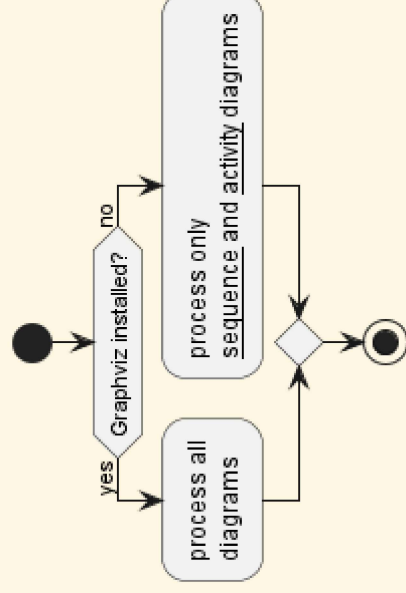 Graphviz installed?
yes
no
process all
diagrams
process only
sequence and activity diagrams